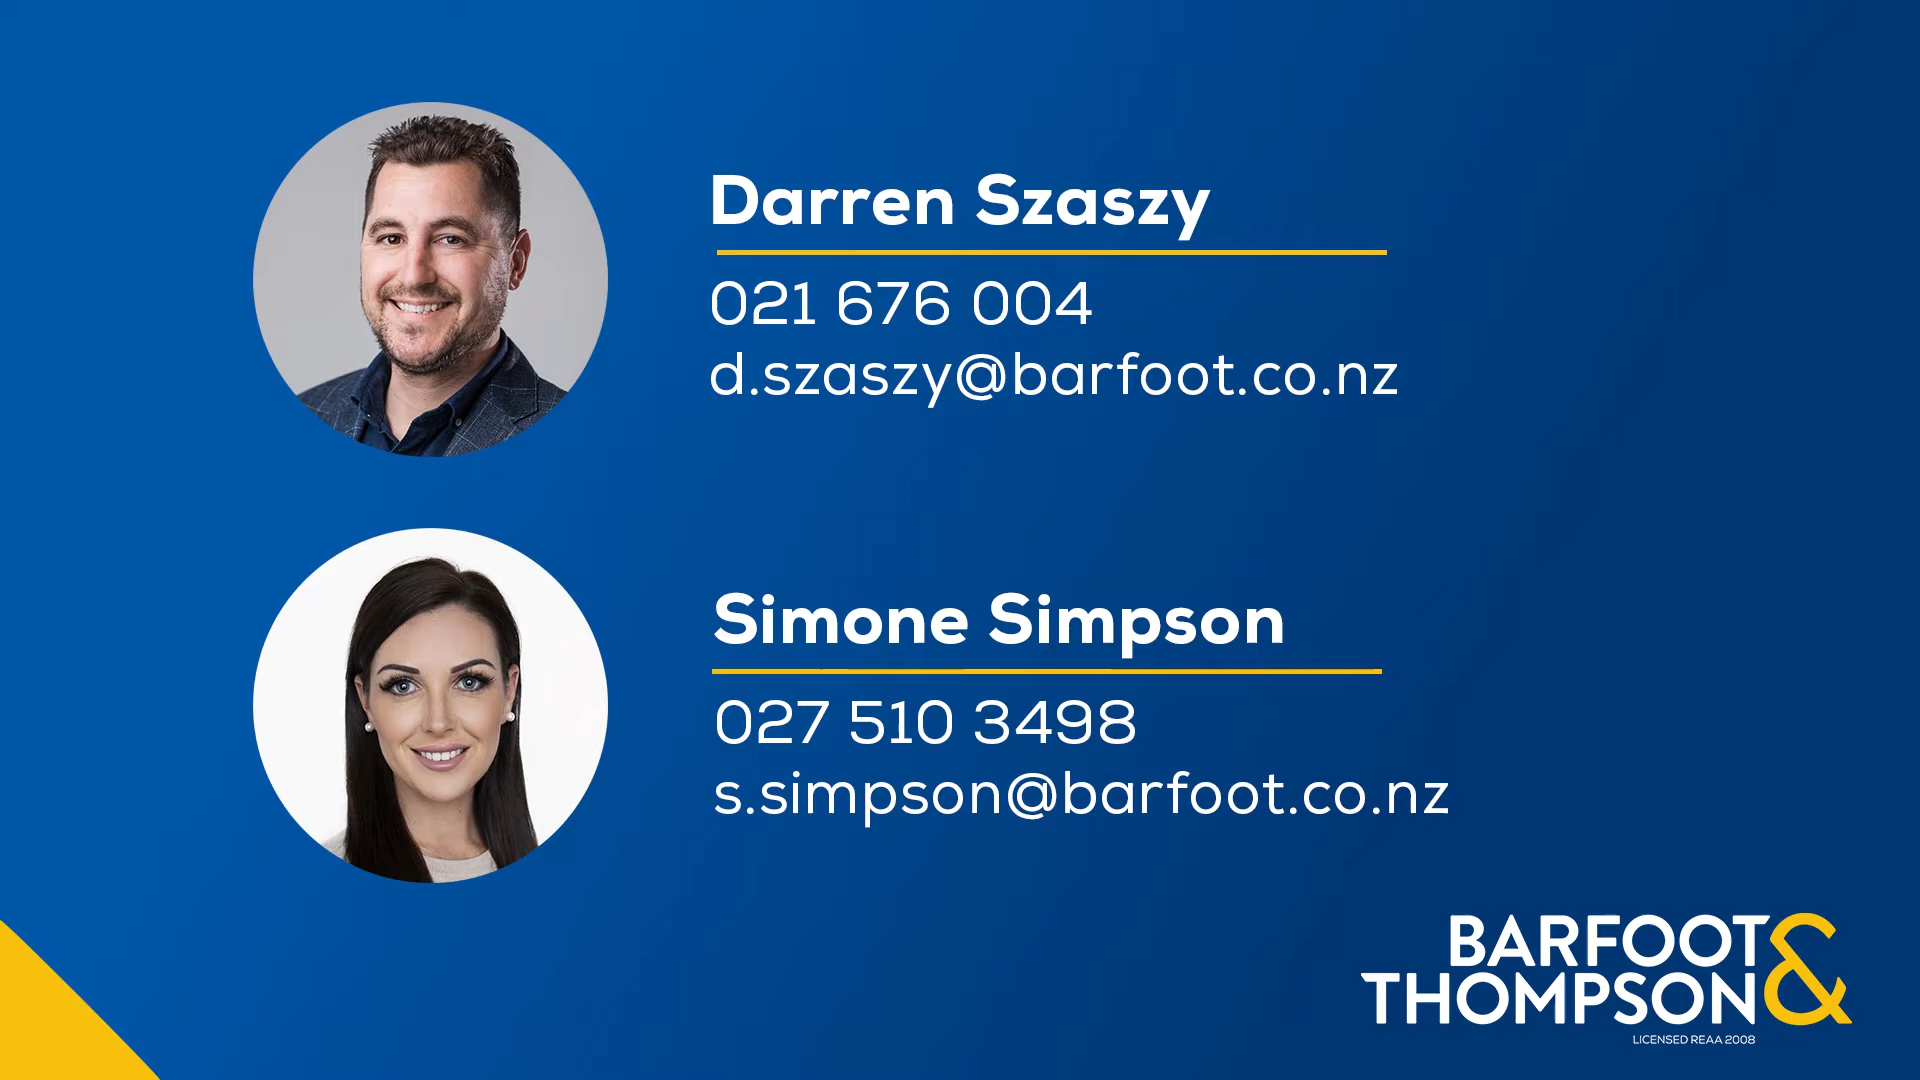 Darren Szaszy
021 676 004
d.szaszy@barfoot.co.nz
Simone Simpson
027 510 3498
s.simpson@barfoot.co.nz
BARFOOT &
THOMPSON
LICENSED REAA 2008